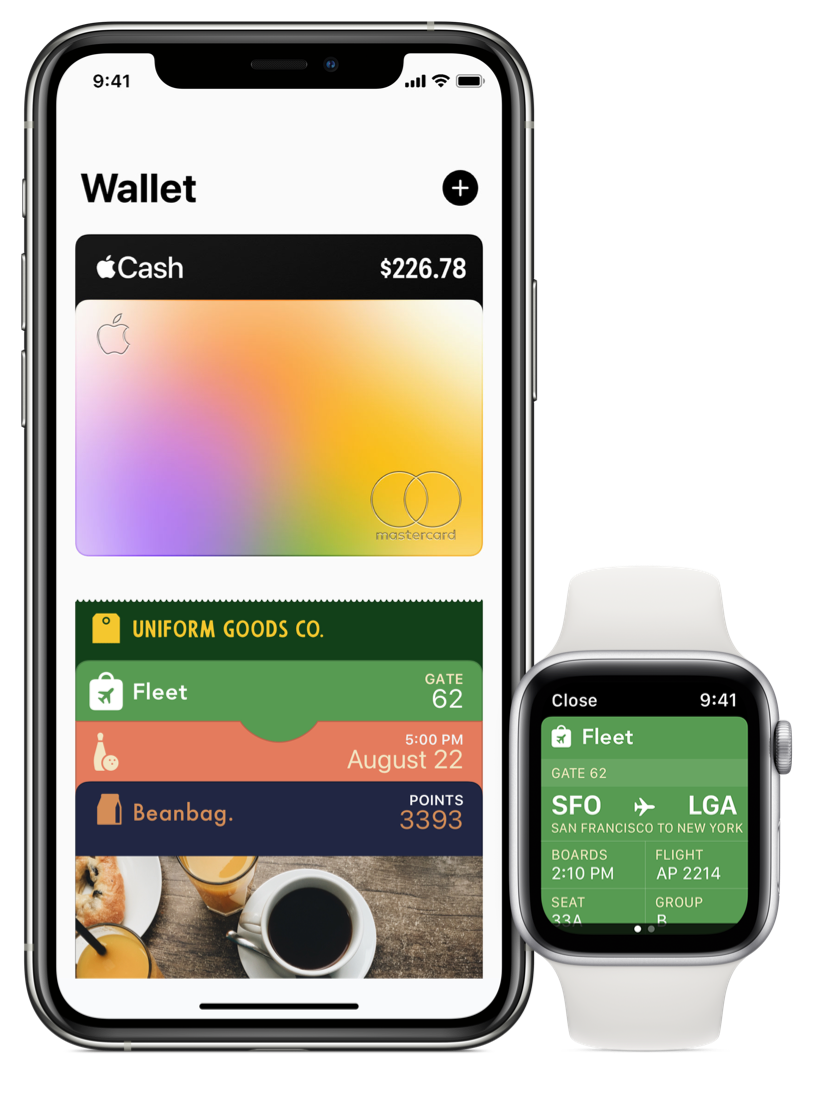 9:41
Wallet
Cash $226.78
mastercard
UNIFORM GOODS CO.
Fleet
GATE
62
5:00 PM
August 22
Beanbag.
POINTS
3393
Close 9:41
Fleet
GATE 62
SFO LGA
SAN FRANCISCO TO NEW YORK
BOARDS FLIGHT
2:10 PM AP 2214
SEAT GROUP
33A B